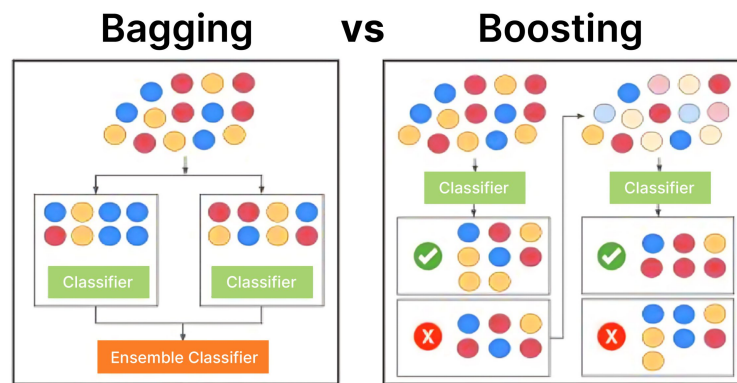 Bagging vs Boosting
Classifier Classifier
Ensemble Classifier
Classifier Classifier
X X